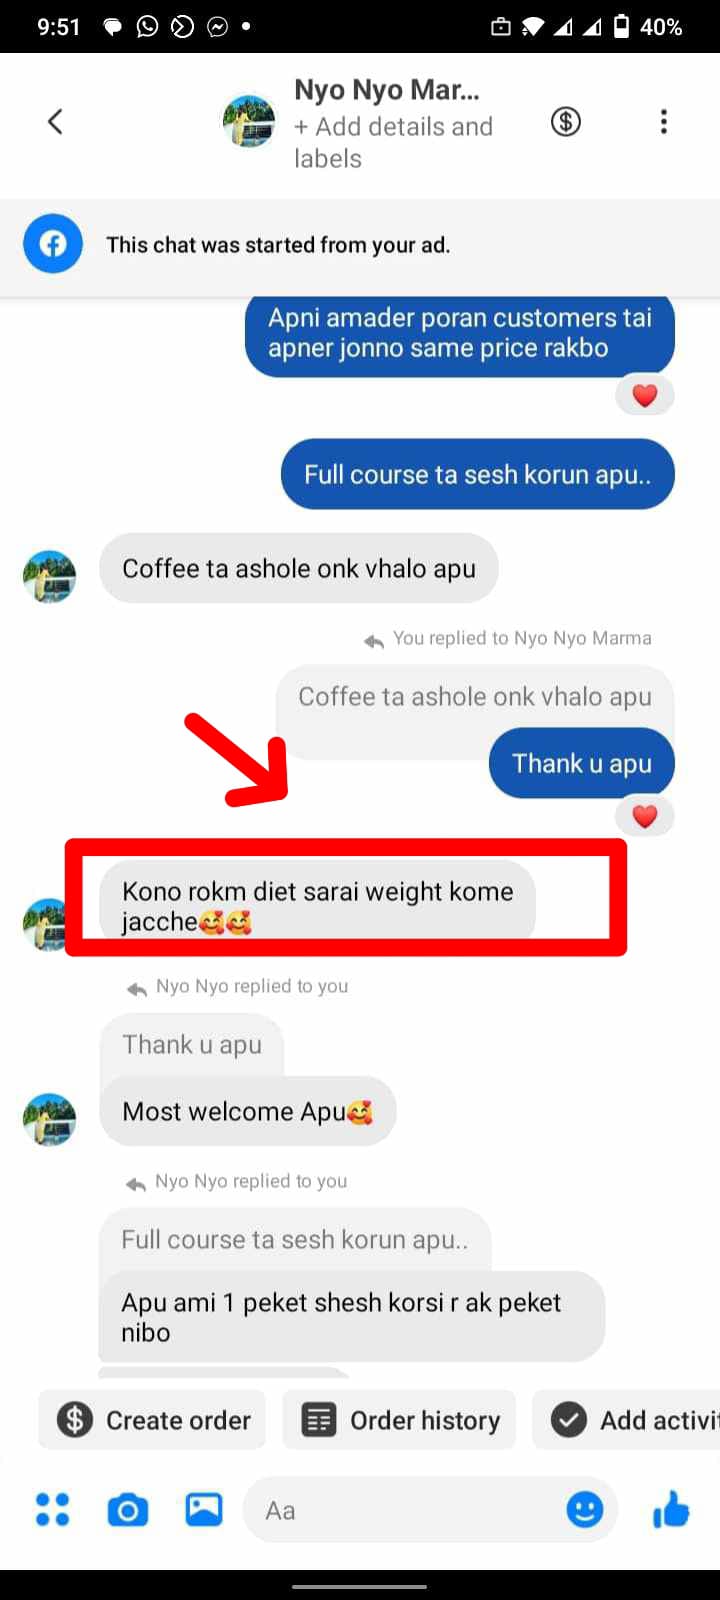 9:51
40%
Nyo Nyo Mar...
+ Add details and
labels
This chat was started from your ad.
Apni amader poran customers tai
apner jonno same price rakbo
Full course ta sesh korun apu..
Coffee ta ashole onk vhalo apu
You replied to Nyo Nyo Marma
Coffee ta ashole onk vhalo apu
Thank u apu
Kono rokm diet sarai weight kome
jacche🥰🥰
Nyo Nyo replied to you
Thank u apu
Most welcome Apu🥰
Nyo Nyo replied to you
Full course ta sesh korun apu..
Apu ami 1 peket shesh korsi r ak peket
nibo
Create order
Order history
Add activi
Aa